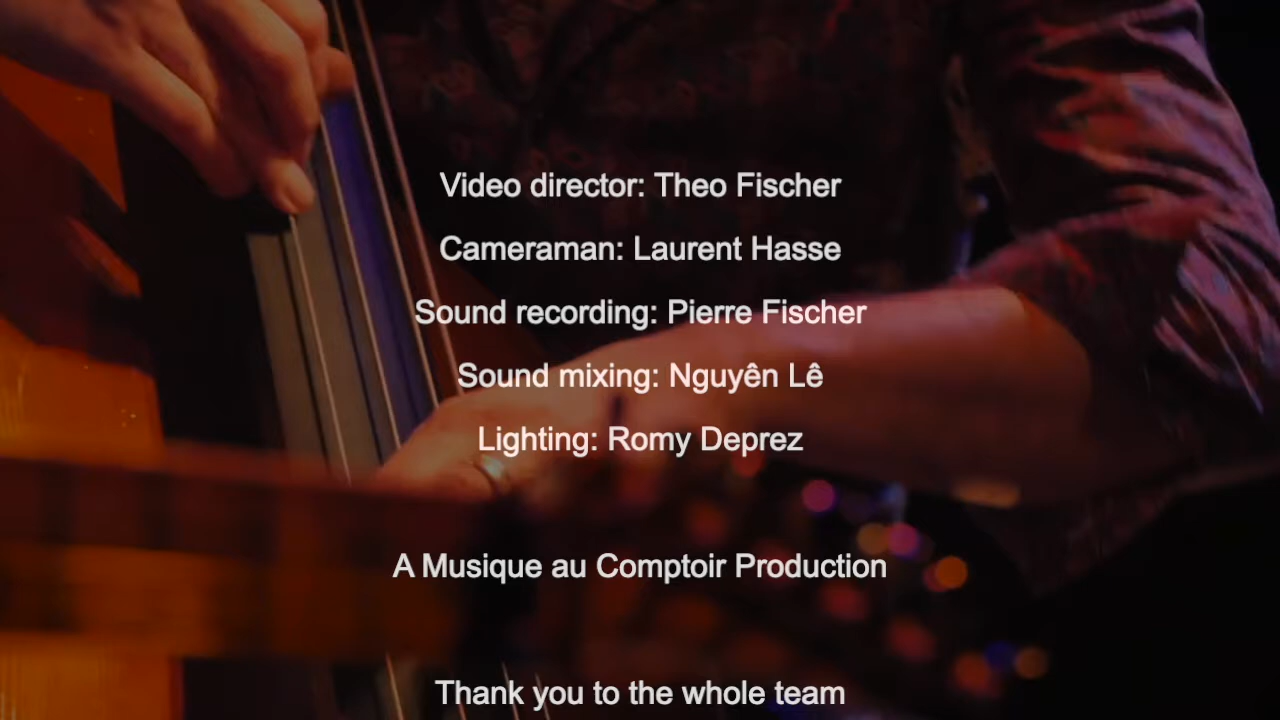 Video director: Theo Fischer
Cameraman: Laurent Hasse
Sound recording: Pierre Fischer
Sound mixing: Nguyên Lê
Lighting: Romy Deprez
A Musique au Comptoir Production
Thank you to the whole team